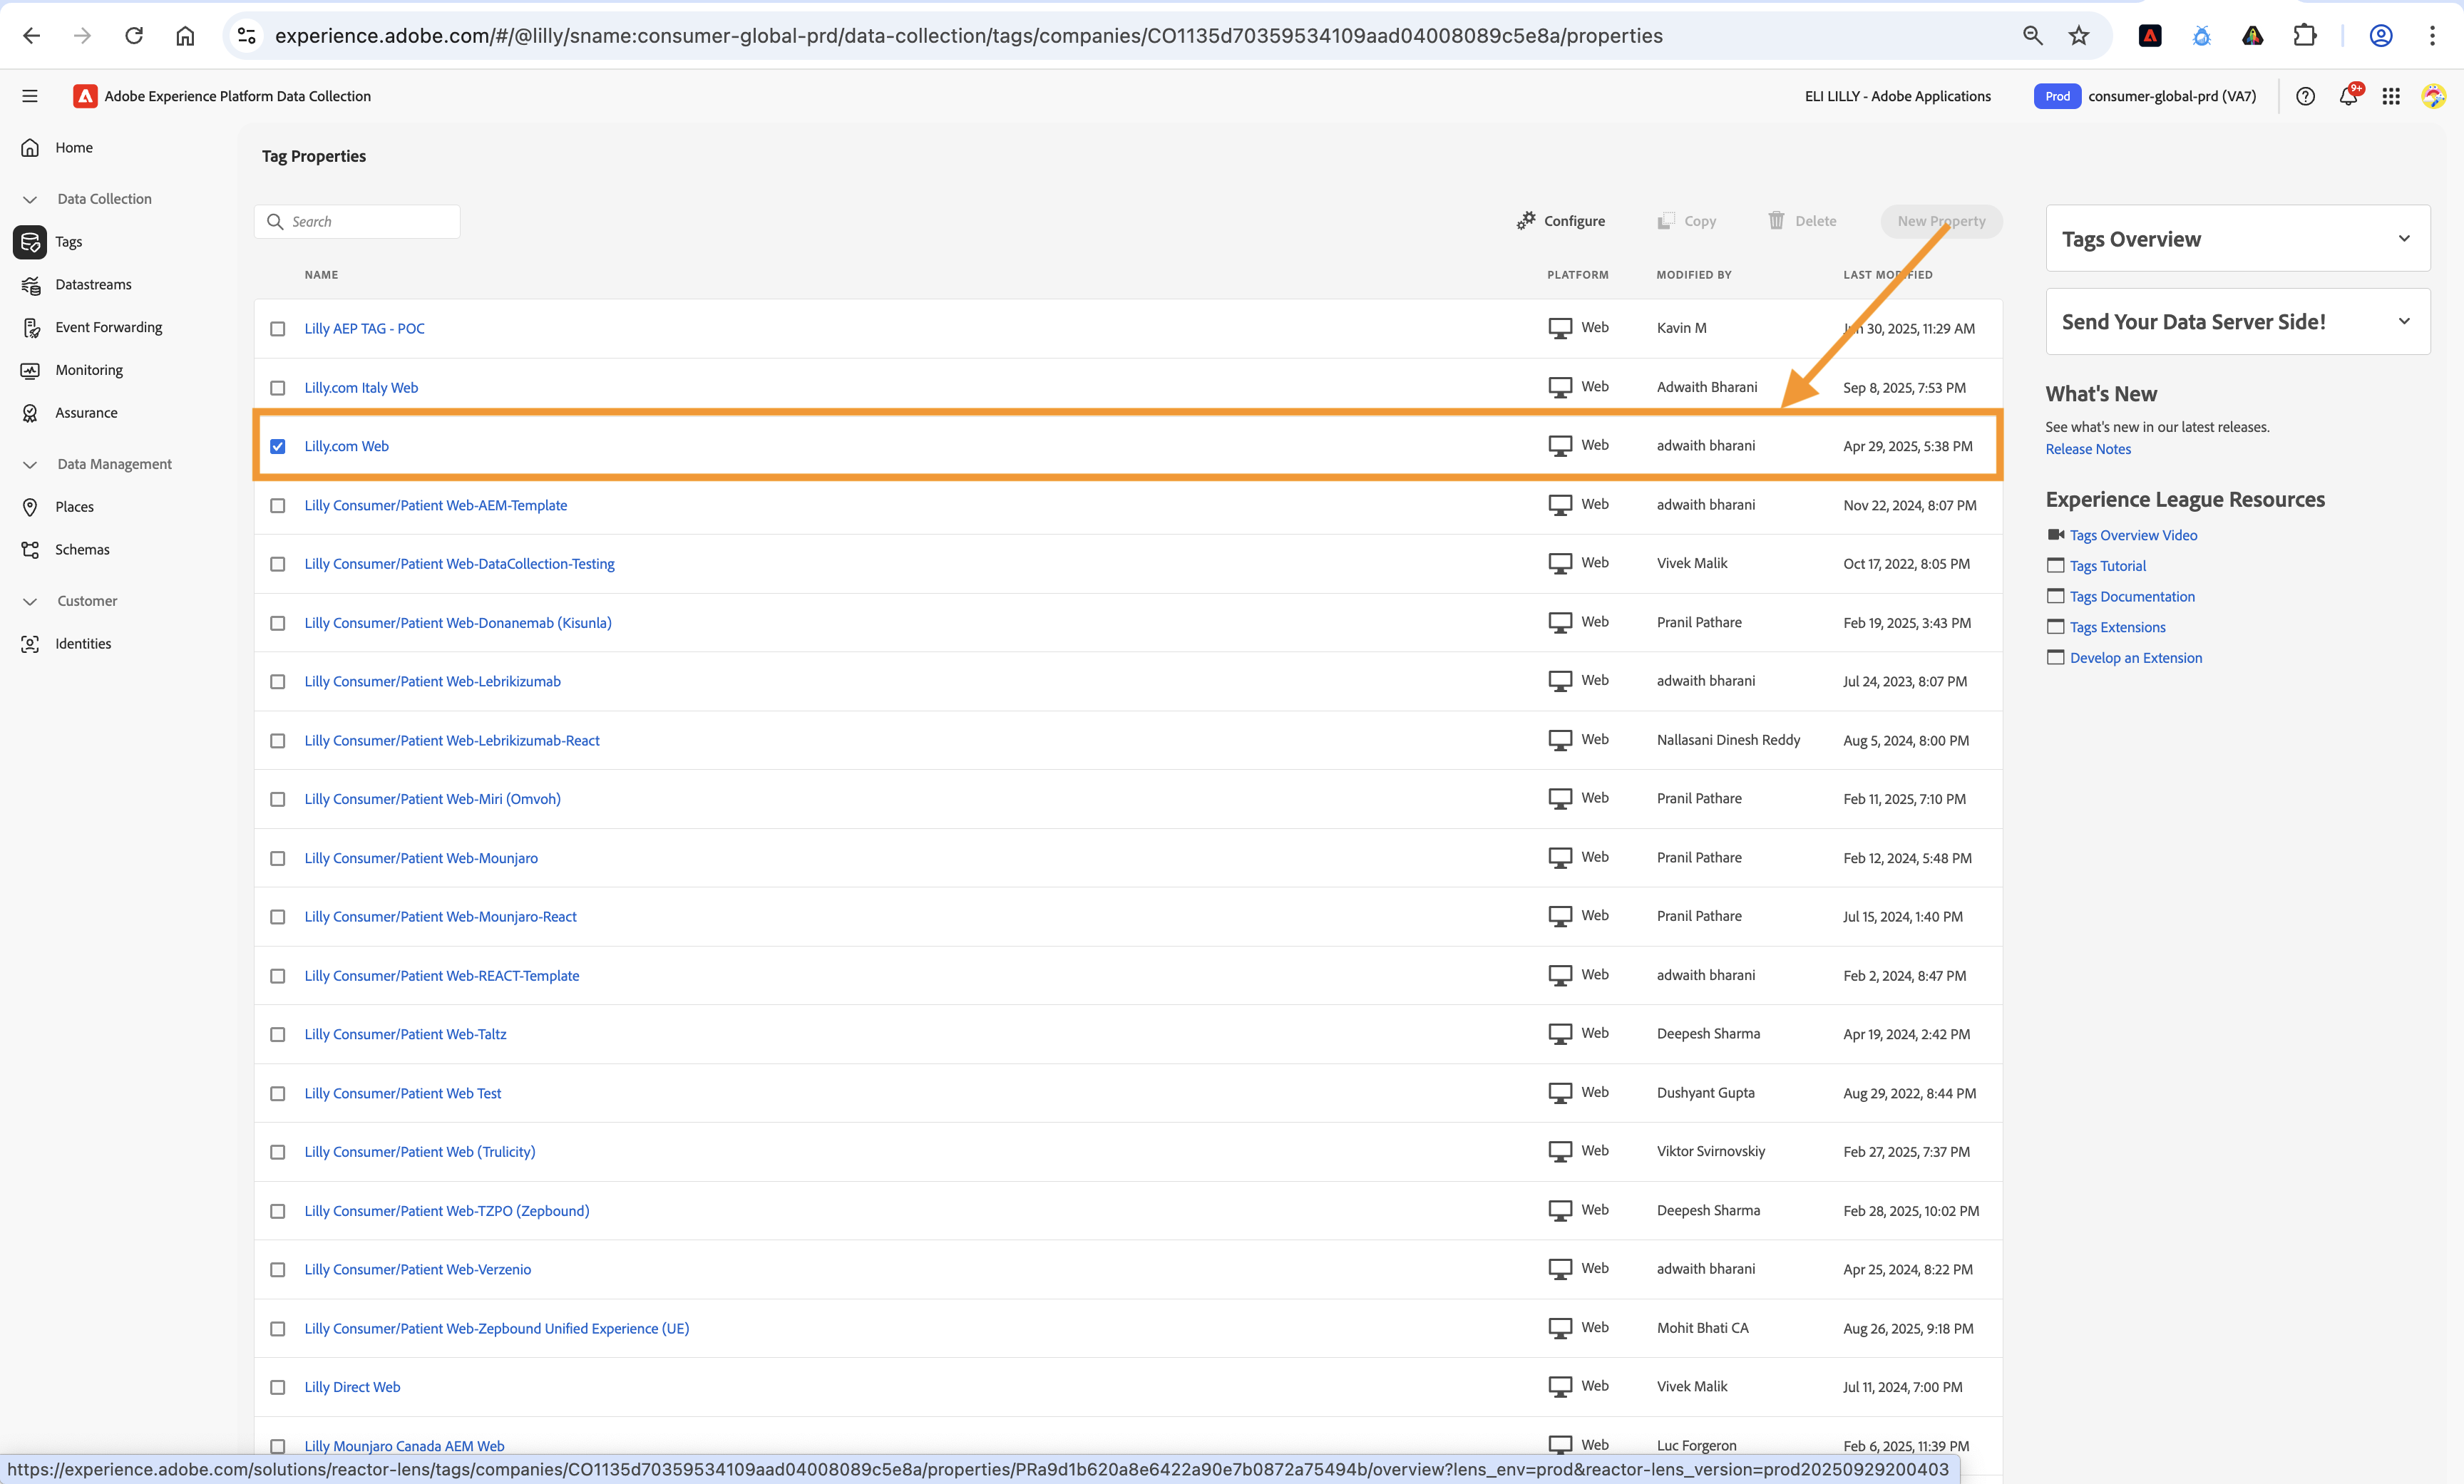 experience.adobe.com/#/@lilly/sname:consumer-global-prd/data-collection/tags/companies/CO1135d70359534109aad04008089c5e8a/properties
Adobe Experience Platform Data Collection
ELI LILLY - Adobe Applications
Prod
consumer-global-prd (VA7)
9+
Home
Data Collection
Tags
Datastreams
Event Forwarding
Monitoring
Assurance
Data Management
Places
Schemas
Customer
Identities
Tag Properties
Search
Configure
Copy
Delete
New Property
NAME PLATFORM MODIFIED BY LAST MODIFIED
Lilly AEP TAG - POC Web Kavin M Jun 30, 2025, 11:29 AM
Lilly.com Italy Web Web Adwaith Bharani Sep 8, 2025, 7:53 PM
Lilly.com Web Web adwaith bharani Apr 29, 2025, 5:38 PM
Lilly Consumer/Patient Web-AEM-Template Web adwaith bharani Nov 22, 2024, 8:07 PM
Lilly Consumer/Patient Web-DataCollection-Testing Web Vivek Malik Oct 17, 2022, 8:05 PM
Lilly Consumer/Patient Web-Donanemab (Kisunla) Web Pranil Pathare Feb 19, 2025, 3:43 PM
Lilly Consumer/Patient Web-Lebrikizumab Web adwaith bharani Jul 24, 2023, 8:07 PM
Lilly Consumer/Patient Web-Lebrikizumab-React Web Nallasani Dinesh Reddy Aug 5, 2024, 8:00 PM
Lilly Consumer/Patient Web-Miri (Omvoh) Web Pranil Pathare Feb 11, 2025, 7:10 PM
Lilly Consumer/Patient Web-Mounjaro Web Pranil Pathare Feb 12, 2024, 5:48 PM
Lilly Consumer/Patient Web-Mounjaro-React Web Pranil Pathare Jul 15, 2024, 1:40 PM
Lilly Consumer/Patient Web-REACT-Template Web adwaith bharani Feb 2, 2024, 8:47 PM
Lilly Consumer/Patient Web-Taltz Web Deepesh Sharma Apr 19, 2024, 2:42 PM
Lilly Consumer/Patient Web Test Web Dushyant Gupta Aug 29, 2022, 8:44 PM
Lilly Consumer/Patient Web (Trulicity) Web Viktor Svirnovskiy Feb 27, 2025, 7:37 PM
Lilly Consumer/Patient Web-TZPO (Zepbound) Web Deepesh Sharma Feb 28, 2025, 10:02 PM
Lilly Consumer/Patient Web-Verzenio Web adwaith bharani Apr 25, 2024, 8:22 PM
Lilly Consumer/Patient Web-Zepbound Unified Experience (UE) Web Mohit Bhati CA Aug 26, 2025, 9:18 PM
Lilly Direct Web Web Vivek Malik Jul 11, 2024, 7:00 PM
Lilly Mounjaro Canada AEM Web Web Luc Forgeron Feb 6, 2025, 11:39 PM
Tags Overview
Send Your Data Server Side!
What's New
See what's new in our latest releases.
Release Notes
Experience League Resources
Tags Overview Video
Tags Tutorial
Tags Documentation
Tags Extensions
Develop an Extension
https://experience.adobe.com/solutions/reactor-lens/tags/companies/CO1135d70359534109aad04008089c5e8a/properties/PRa9d1b620a8e6422a90e7b0872a75494b/overview?lens_env=prod&reactor-lens_version=prod20250929200403